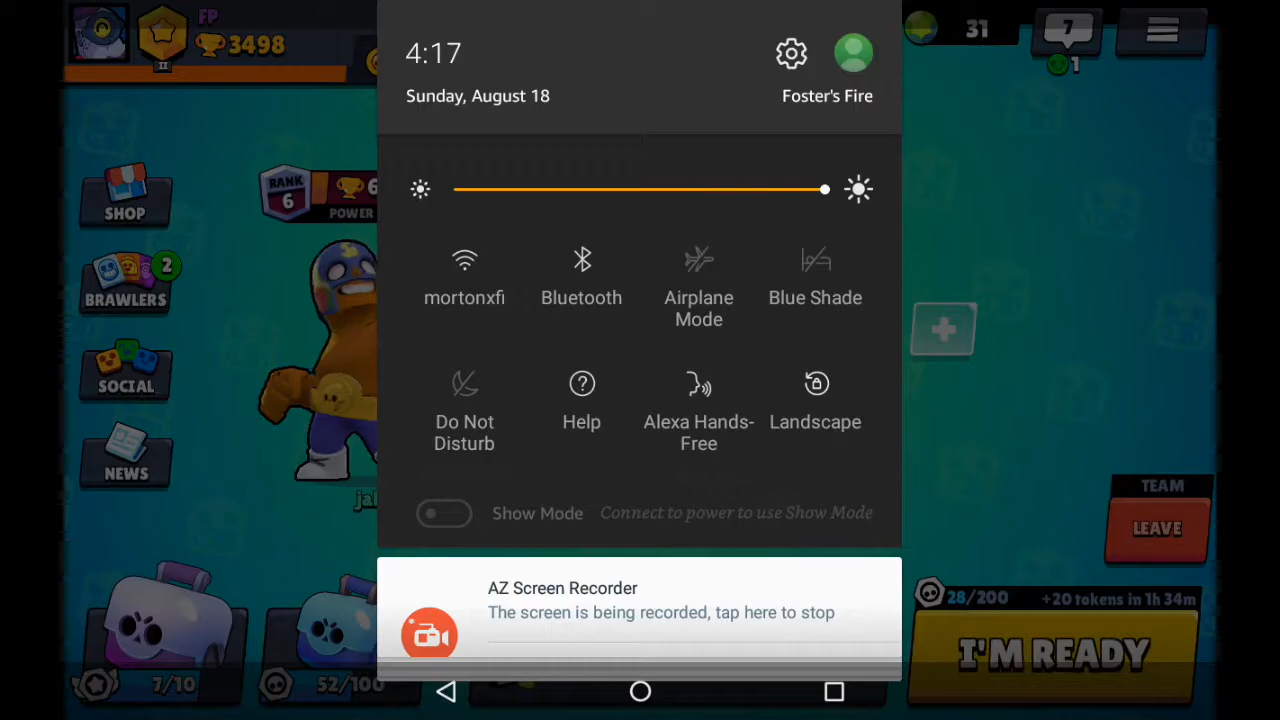 FP
3498
II
4:17
Sunday, August 18
Foster's Fire
31
7
1
SHOP
RANK
6
6
POWER
2
BRAWLERS
SOCIAL
NEWS
mortonxfi
Bluetooth
Airplane
Mode
Blue Shade
Do Not
Disturb
Help
Alexa Hands-
Free
Landscape
Show Mode
Connect to power to use Show Mode
TEAM
LEAVE
AZ Screen Recorder
The screen is being recorded, tap here to stop
28/200
+20 tokens in 1h 34m
I'M READY
7/10
52/100